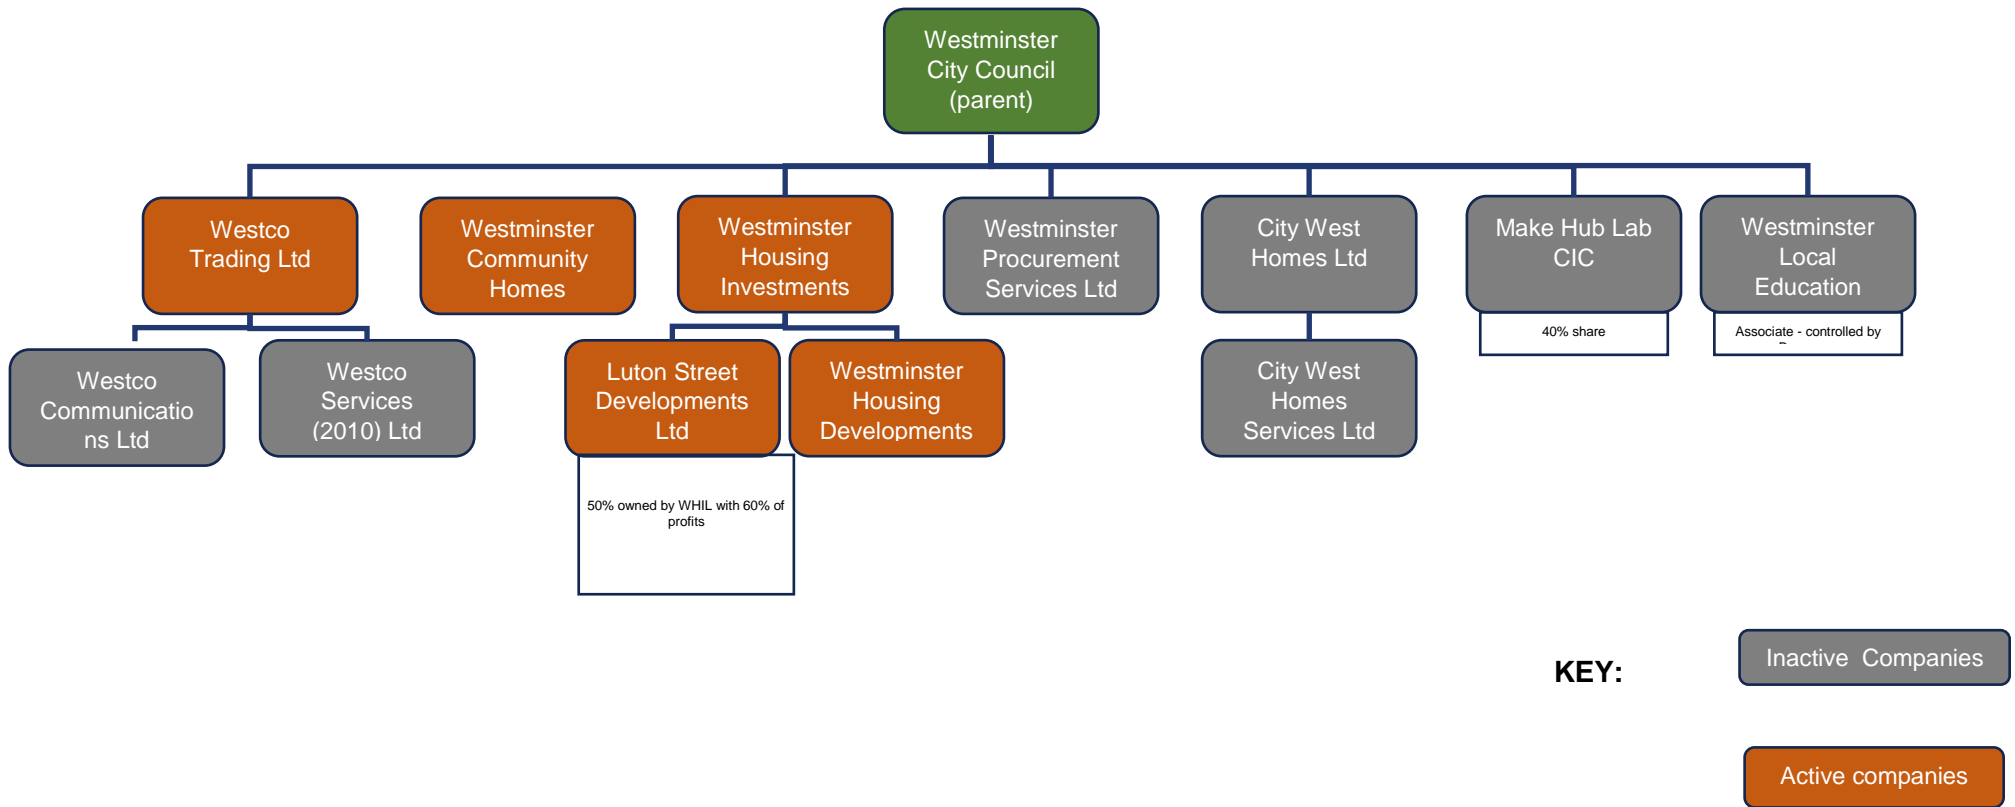 Westminster
City Council
(parent)
Westco
Trading Ltd
Westminster
Community
Homes
Westminster
Housing
Investments
Westminster
Procurement
Services Ltd
City West
Homes Ltd
Make Hub Lab
CIC
Westminster
Local
Education
40% share
Associate - controlled by
Westco
Communicatio
ns Ltd
Westco
Services
(2010) Ltd
Luton Street
Developments
Ltd
Westminster
Housing
Developments
City West
Homes
Services Ltd
50% owned by WHIL with 60% of
profits
KEY:
Inactive Companies
Active companies